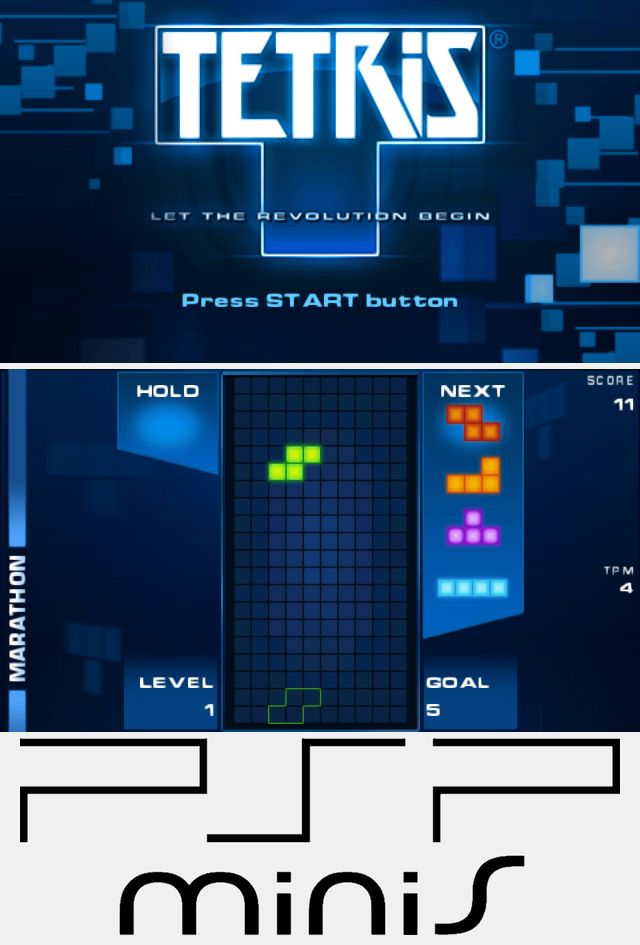 TETRiS®
LET THE REVOLUTION BEGIN
Press START button
HOLD
NEXT
SCORE
11
TPM
4
MARATHON
LEVEL
1
GOAL
5
PSP
minis